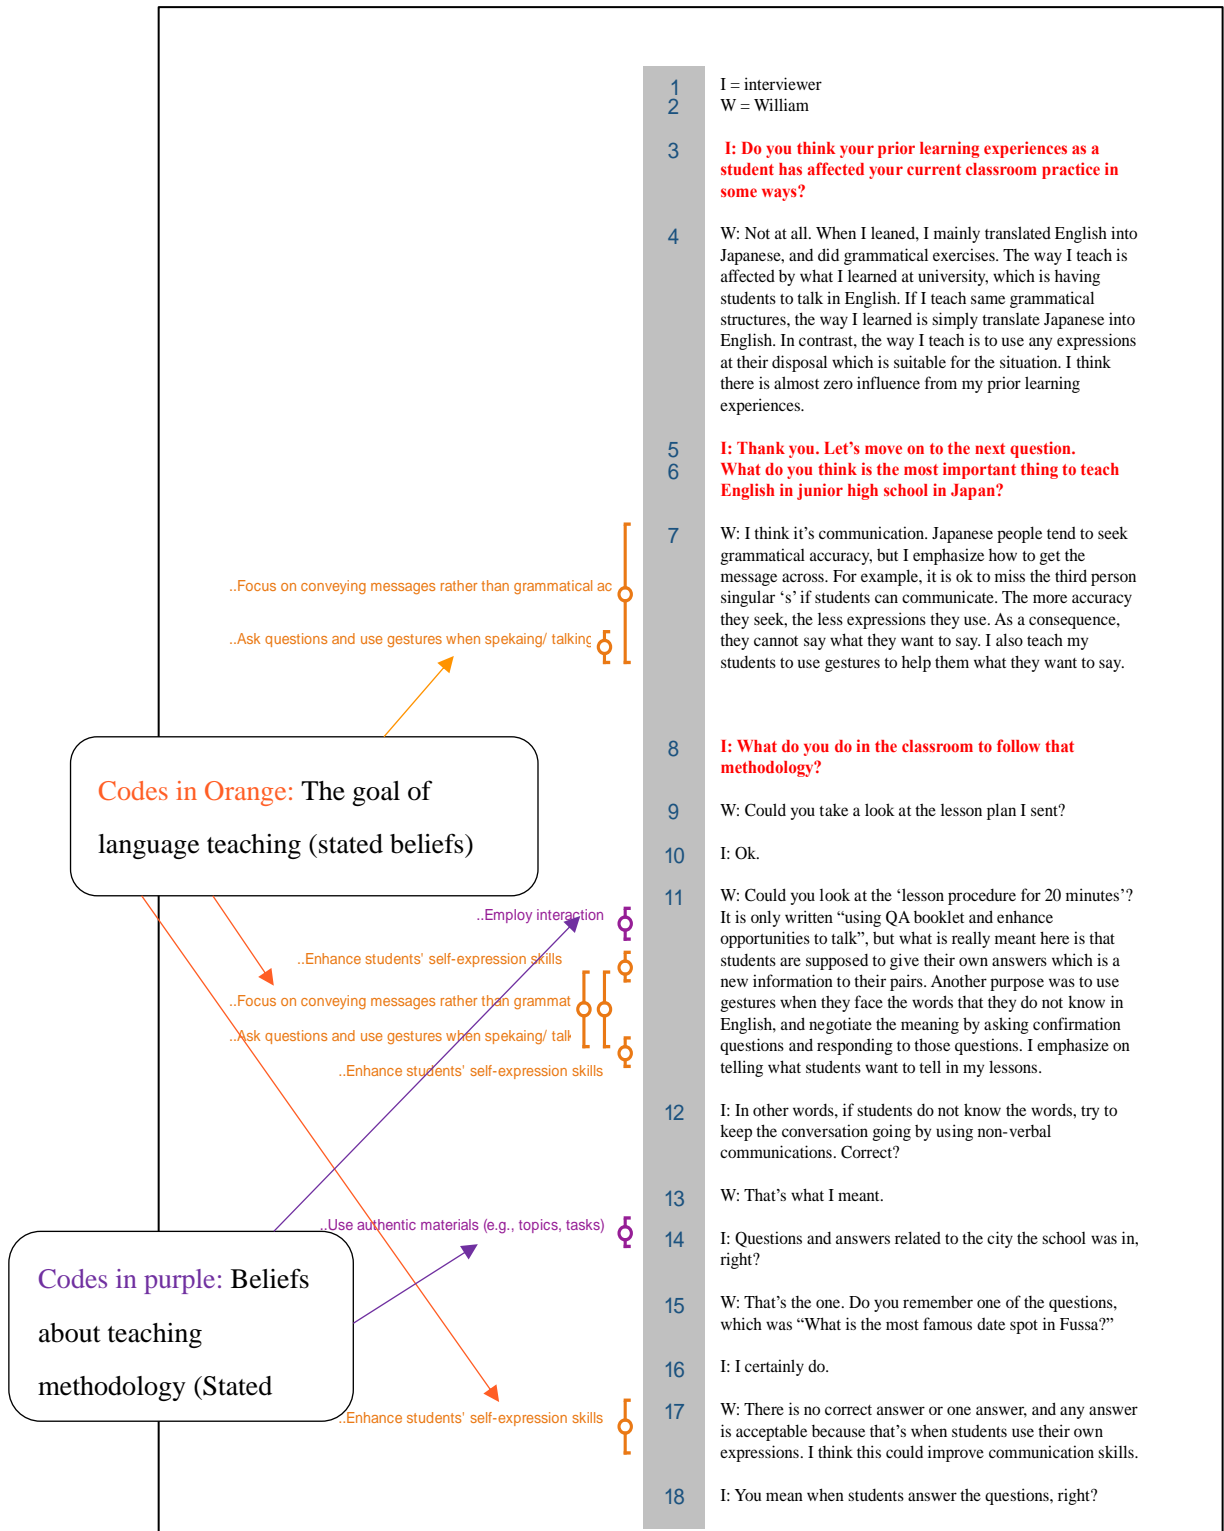 1 I = interviewer
2 W = William
3 I: Do you think your prior learning experiences as a
student has affected your current classroom practice in
some ways?
4 W: Not at all. When I leaned, I mainly translated English into
Japanese, and did grammatical exercises. The way I teach is
affected by what I learned at university, which is having
students to talk in English. If I teach same grammatical
structures, the way I learned is simply translate Japanese into
English. In contrast, the way I teach is to use any expressions
at their disposal which is suitable for the situation. I think
there is almost zero influence from my prior learning
experiences.
5 I: Thank you. Let’s move on to the next question.
6 What do you think is the most important thing to teach
English in junior high school in Japan?
7 W: I think it’s communication. Japanese people tend to seek
grammatical accuracy, but I emphasize how to get the
message across. For example, it is ok to miss the third person
singular ‘s’ if students can communicate. The more accuracy
they seek, the less expressions they use. As a consequence,
they cannot say what they want to say. I also teach my
students to use gestures to help them what they want to say.
..Focus on conveying messages rather than grammatical ac
..Ask questions and use gestures when spekaing/ talking
8 I: What do you do in the classroom to follow that
methodology?
Codes in Orange: The goal of
language teaching (stated beliefs)
9 W: Could you take a look at the lesson plan I sent?
10 I: Ok.
11 W: Could you look at the ‘lesson procedure for 20 minutes’?
It is only written “using QA booklet and enhance
opportunities to talk”, but what is really meant here is that
students are supposed to give their own answers which is a
new information to their pairs. Another purpose was to use
gestures when they face the words that they do not know in
English, and negotiate the meaning by asking confirmation
questions and responding to those questions. I emphasize on
telling what students want to tell in my lessons.
..Employ interaction
..Enhance students’ self-expression skills
..Focus on conveying messages rather than grammat
..Ask questions and use gestures when spekaing/ talk
..Enhance students’ self-expression skills
12 I: In other words, if students do not know the words, try to
keep the conversation going by using non-verbal
communications. Correct?
13 W: That’s what I meant.
..Use authentic materials (e.g., topics, tasks)
14 I: Questions and answers related to the city the school was in,
right?
Codes in purple: Beliefs
about teaching
methodology (Stated
15 W: That’s the one. Do you remember one of the questions,
which was “What is the most famous date spot in Fussa?”
16 I: I certainly do.
..Enhance students’ self-expression skills
17 W: There is no correct answer or one answer, and any answer
is acceptable because that’s when students use their own
expressions. I think this could improve communication skills.
18 I: You mean when students answer the questions, right?